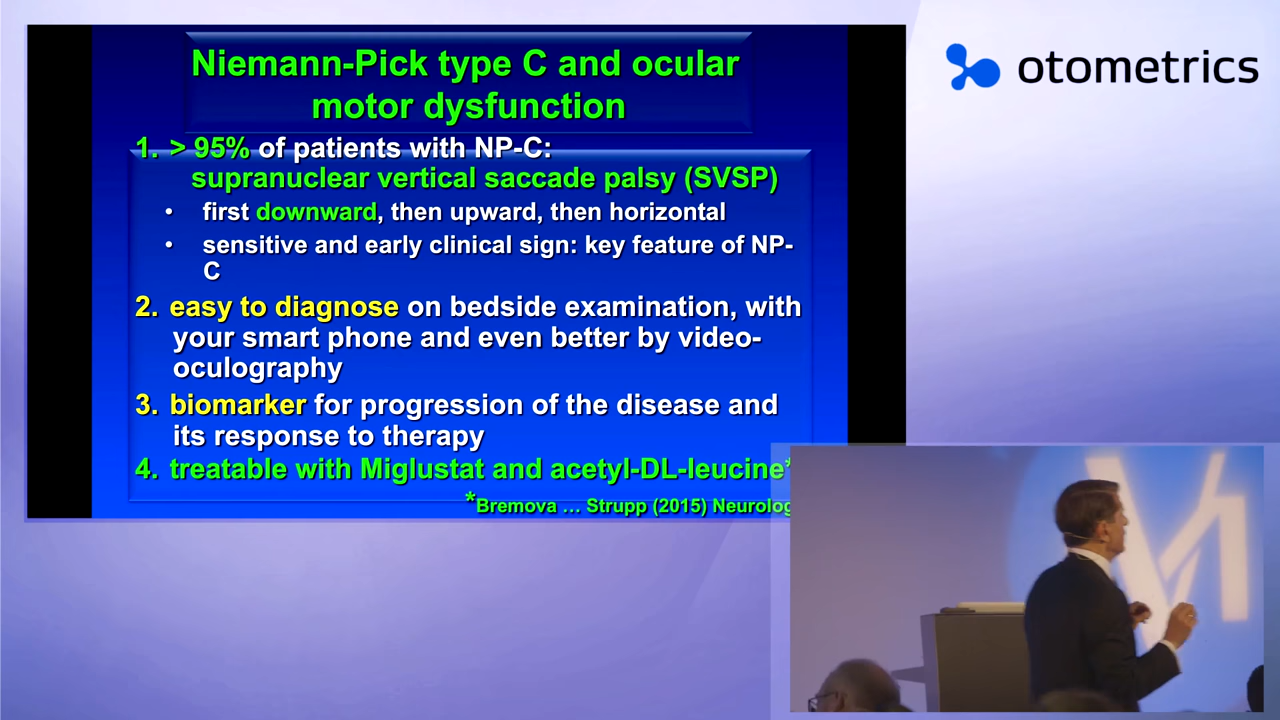 Niemann-Pick type C and ocular
motor dysfunction
1. > 95% of patients with NP-C:
supranuclear vertical saccade palsy (SVSP)
• first downward, then upward, then horizontal
• sensitive and early clinical sign: key feature of NP-
C
2. easy to diagnose on bedside examination, with
your smart phone and even better by video-
oculography
3. biomarker for progression of the disease and
its response to therapy
4. treatable with Miglustat and acetyl-DL-leucine*
*Bremova … Strupp (2015) Neurolog
otometrics